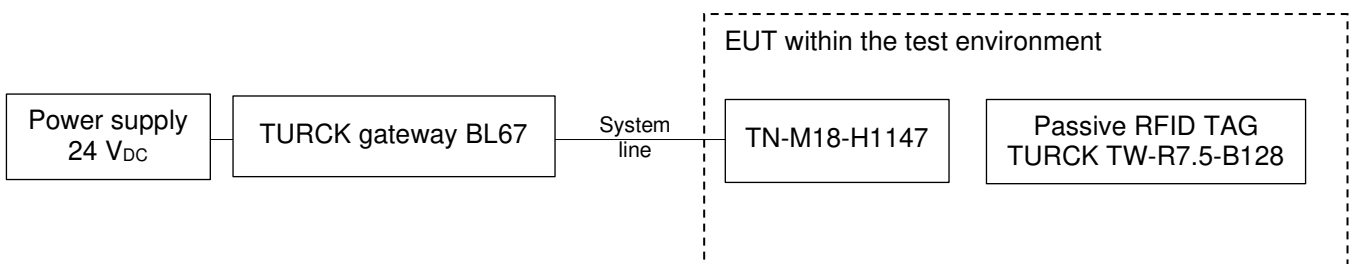 EUT within the test environment
Power supply
24 VDC
TURCK gateway BL67
System
line
TN-M18-H1147
Passive RFID TAG
TURCK TW-R7.5-B128